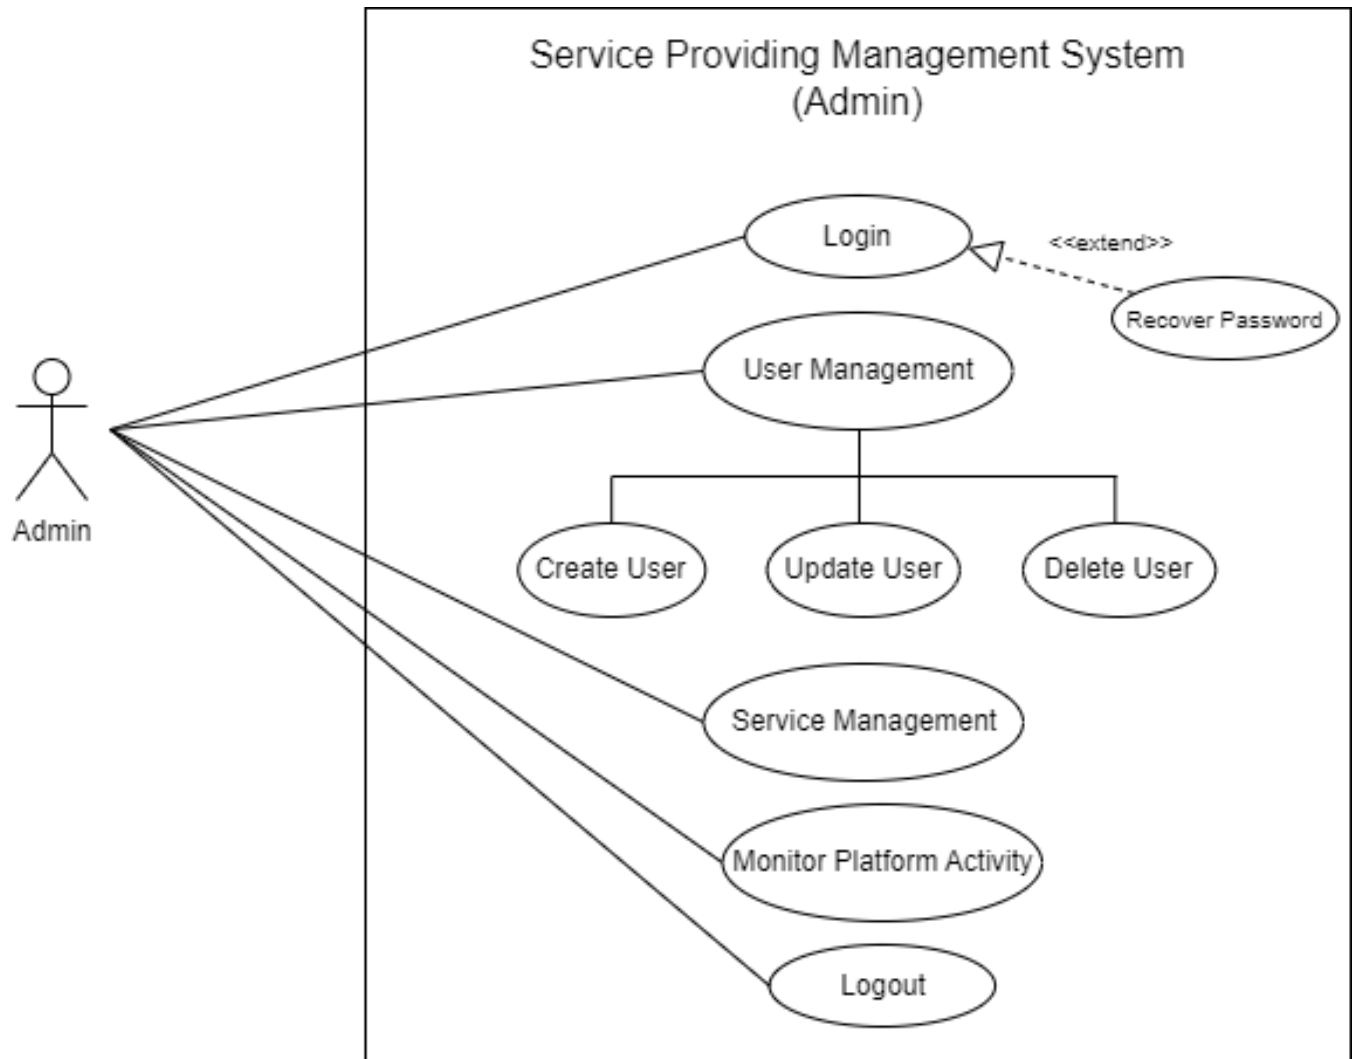 Service Providing Management System
(Admin)
Login
<<extend>>
Recover Password
User Management
Admin
Create User
Update User
Delete User
Service Management
Monitor Platform Activity
Logout